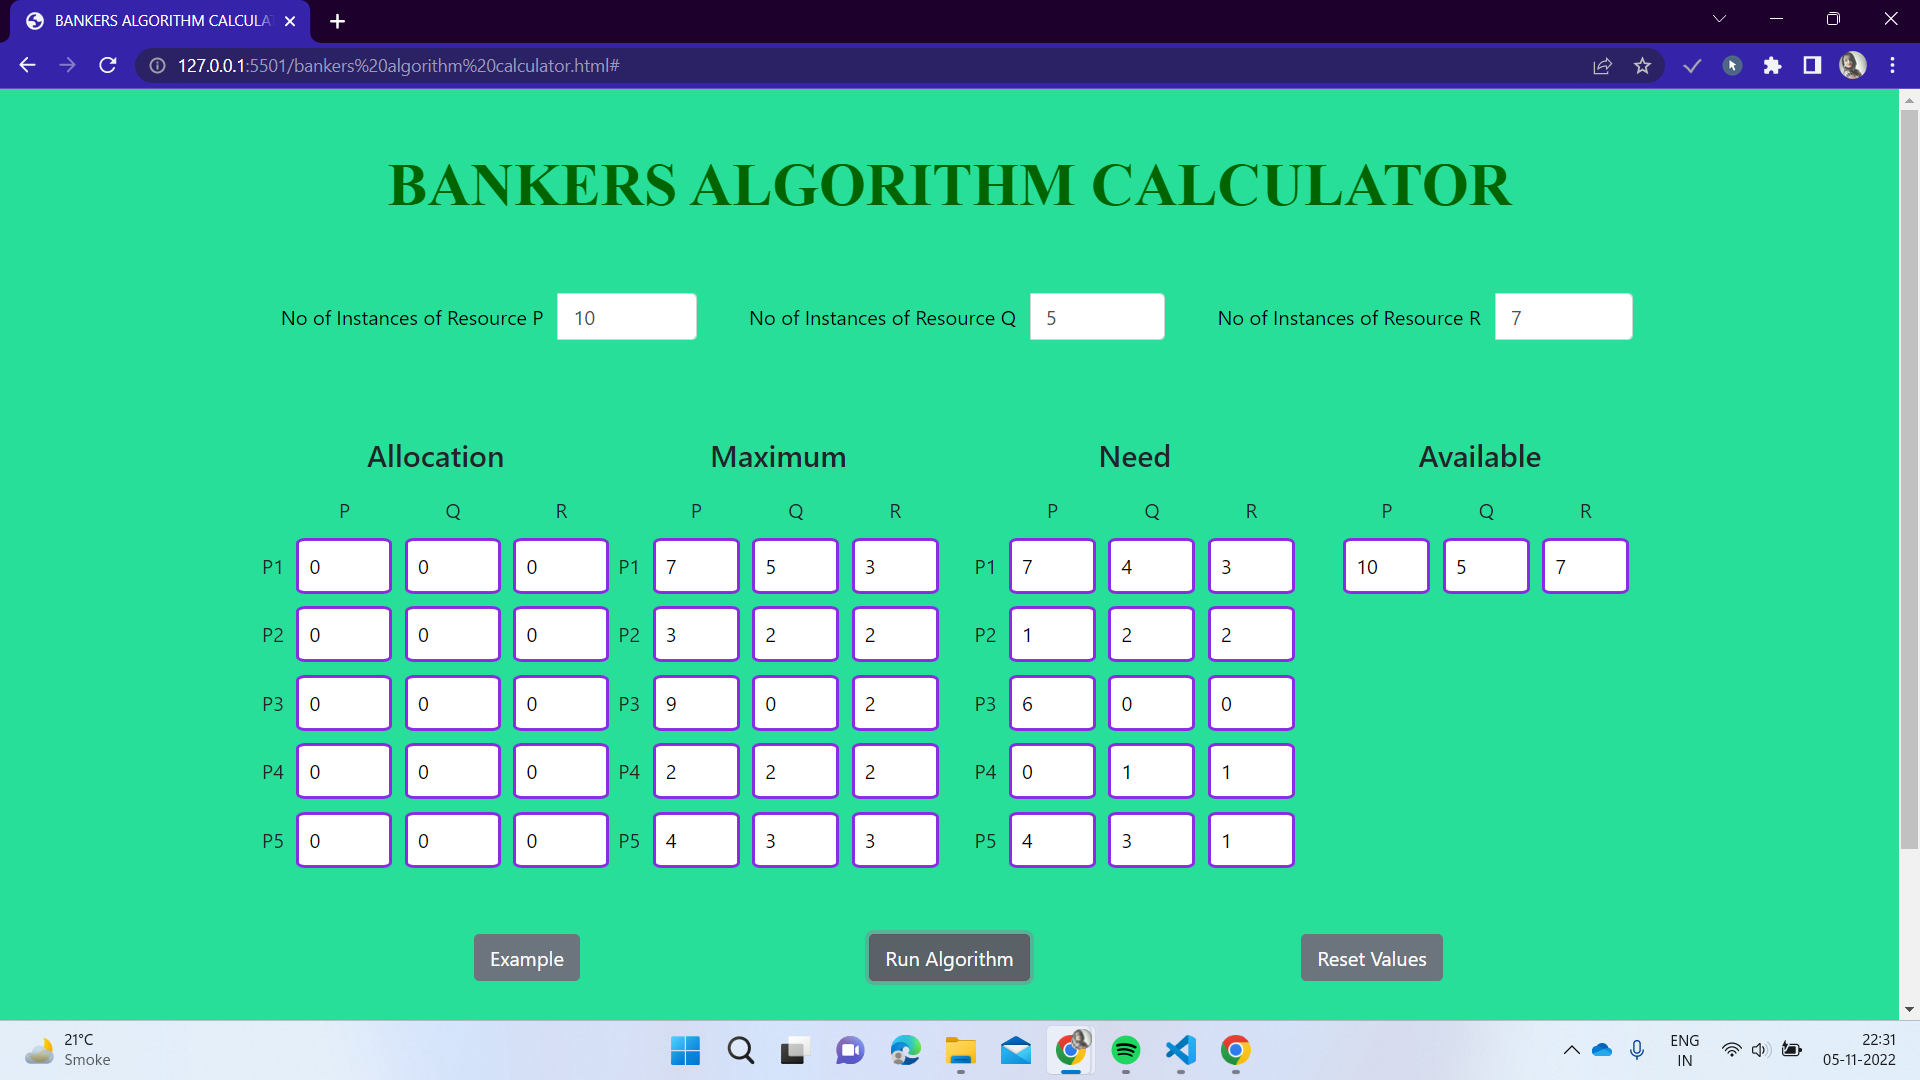 BANKERS ALGORITHM CALCULA
127.0.0.1:5501/bankers%20algorithm%20calculator.html#
BANKERS ALGORITHM CALCULATOR
No of Instances of Resource P 10 No of Instances of Resource Q 5 No of Instances of Resource R 7
Allocation Maximum Need Available
P Q R P Q R P Q R P Q R
P1 0 0 0 P1 7 5 3 P1 7 4 3 10 5 7
P2 0 0 0 P2 3 2 2 P2 1 2 2
P3 0 0 0 P3 9 0 2 P3 6 0 0
P4 0 0 0 P4 2 2 2 P4 0 1 1
P5 0 0 0 P5 4 3 3 P5 4 3 1
Example Run Algorithm Reset Values
21°C ENG 22:31
Smoke IN 05-11-2022